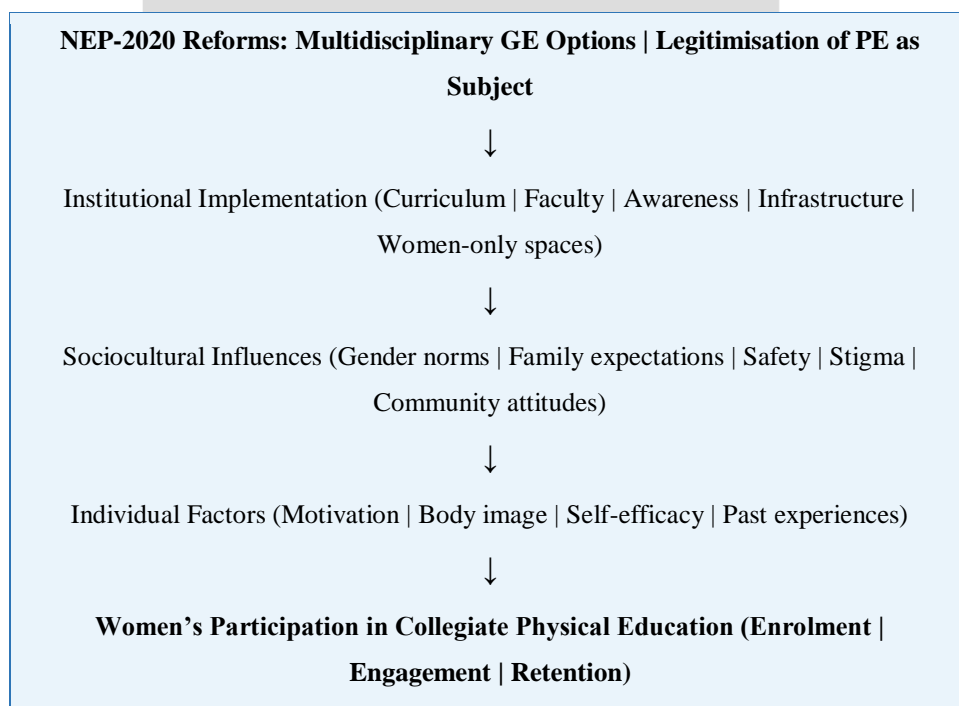 NEP-2020 Reforms: Multidisciplinary GE Options | Legitimisation of PE as
Subject
↓
Institutional Implementation (Curriculum | Faculty | Awareness | Infrastructure |
Women-only spaces)
↓
Sociocultural Influences (Gender norms | Family expectations | Safety | Stigma |
Community attitudes)
↓
Individual Factors (Motivation | Body image | Self-efficacy | Past experiences)
↓
Women’s Participation in Collegiate Physical Education (Enrolment |
Engagement | Retention)